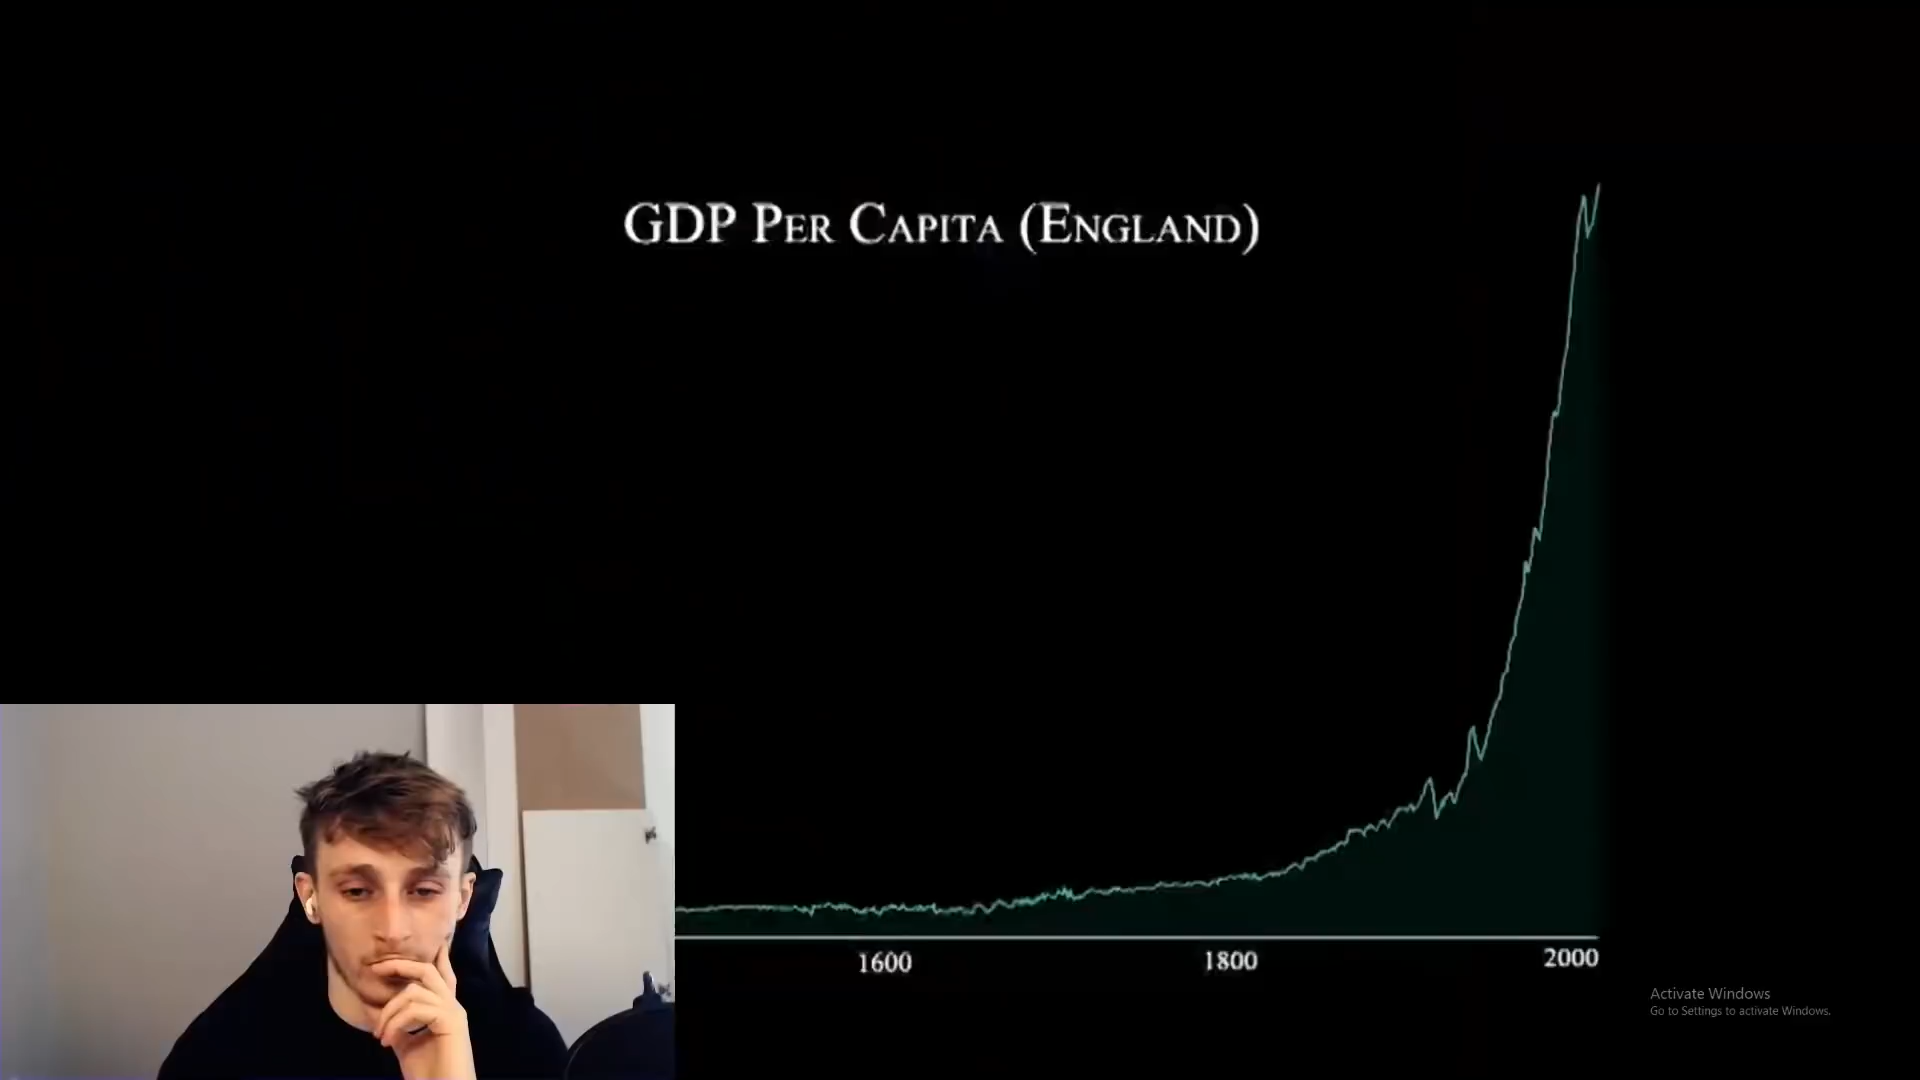 GDP PER CAPITA (ENGLAND)
1600
1800
2000
Activate Windows
Go to Settings to activate Windows.